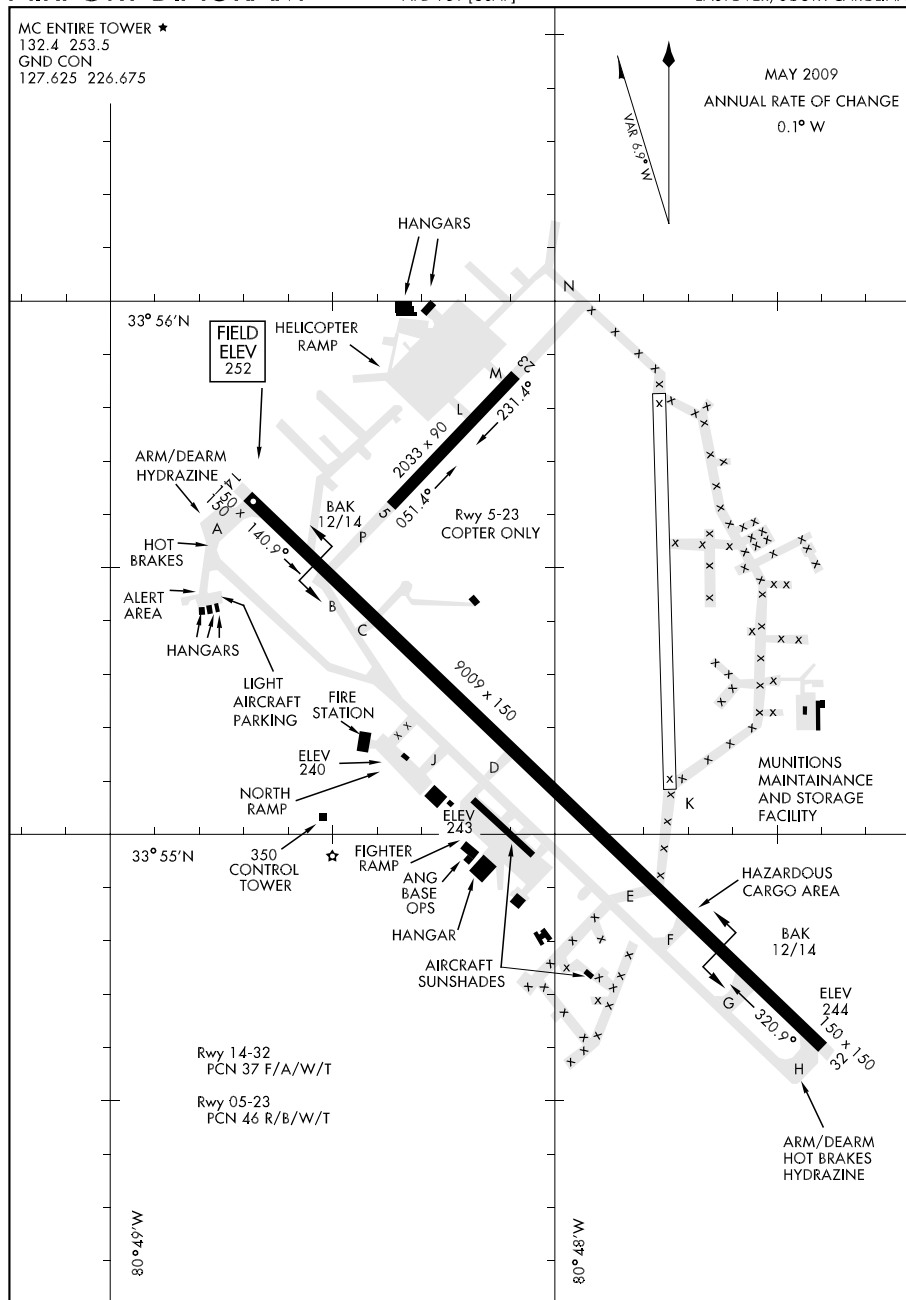 MC ENTIRE TOWER ★
132.4 253.5
GND CON
127.625 226.675
MAY 2009
ANNUAL RATE OF CHANGE
0.1° W
VAR 6.9° W
HANGARS
N
33° 56'N
FIELD
ELEV
252
HELICOPTER
RAMP
M
23
L
231.4°
2033 x 90
051.4°
5
ARM/DEARM
HYDRAZINE
14
150 x
150
140.9°
A
BAK
12/14
P
Rwy 5-23
COPTER ONLY
HOT
BRAKES
ALERT
AREA
B
C
HANGARS
LIGHT
AIRCRAFT
PARKING
9009 x 150
FIRE
STATION
ELEV
240
J
D
NORTH
RAMP
MUNITIONS
MAINTAINANCE
AND STORAGE
FACILITY
K
ELEV
243
33° 55'N
350
CONTROL
TOWER
FIGHTER
RAMP
ANG
BASE
OPS
HANGAR
HAZARDOUS
CARGO AREA
E
F
BAK
12/14
AIRCRAFT
SUNSHADES
G
320.9°
ELEV
244
150 x 150
32
H
Rwy 14-32
PCN 37 F/A/W/T
Rwy 05-23
PCN 46 R/B/W/T
ARM/DEARM
HOT BRAKES
HYDRAZINE
80° 49'W
80° 48'W